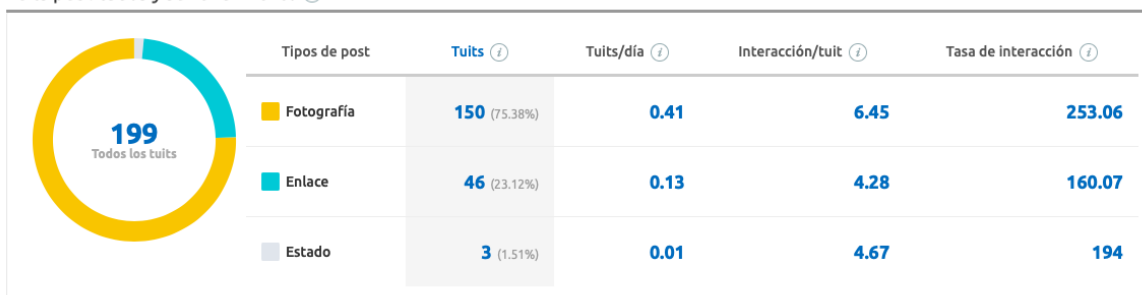 Tipos de post Tuits Tuits/día Interacción/tuit Tasa de interacción
199
Todos los tuits
Fotografía 150 (75.38%) 0.41 6.45 253.06
Enlace 46 (23.12%) 0.13 4.28 160.07
Estado 3 (1.51%) 0.01 4.67 194